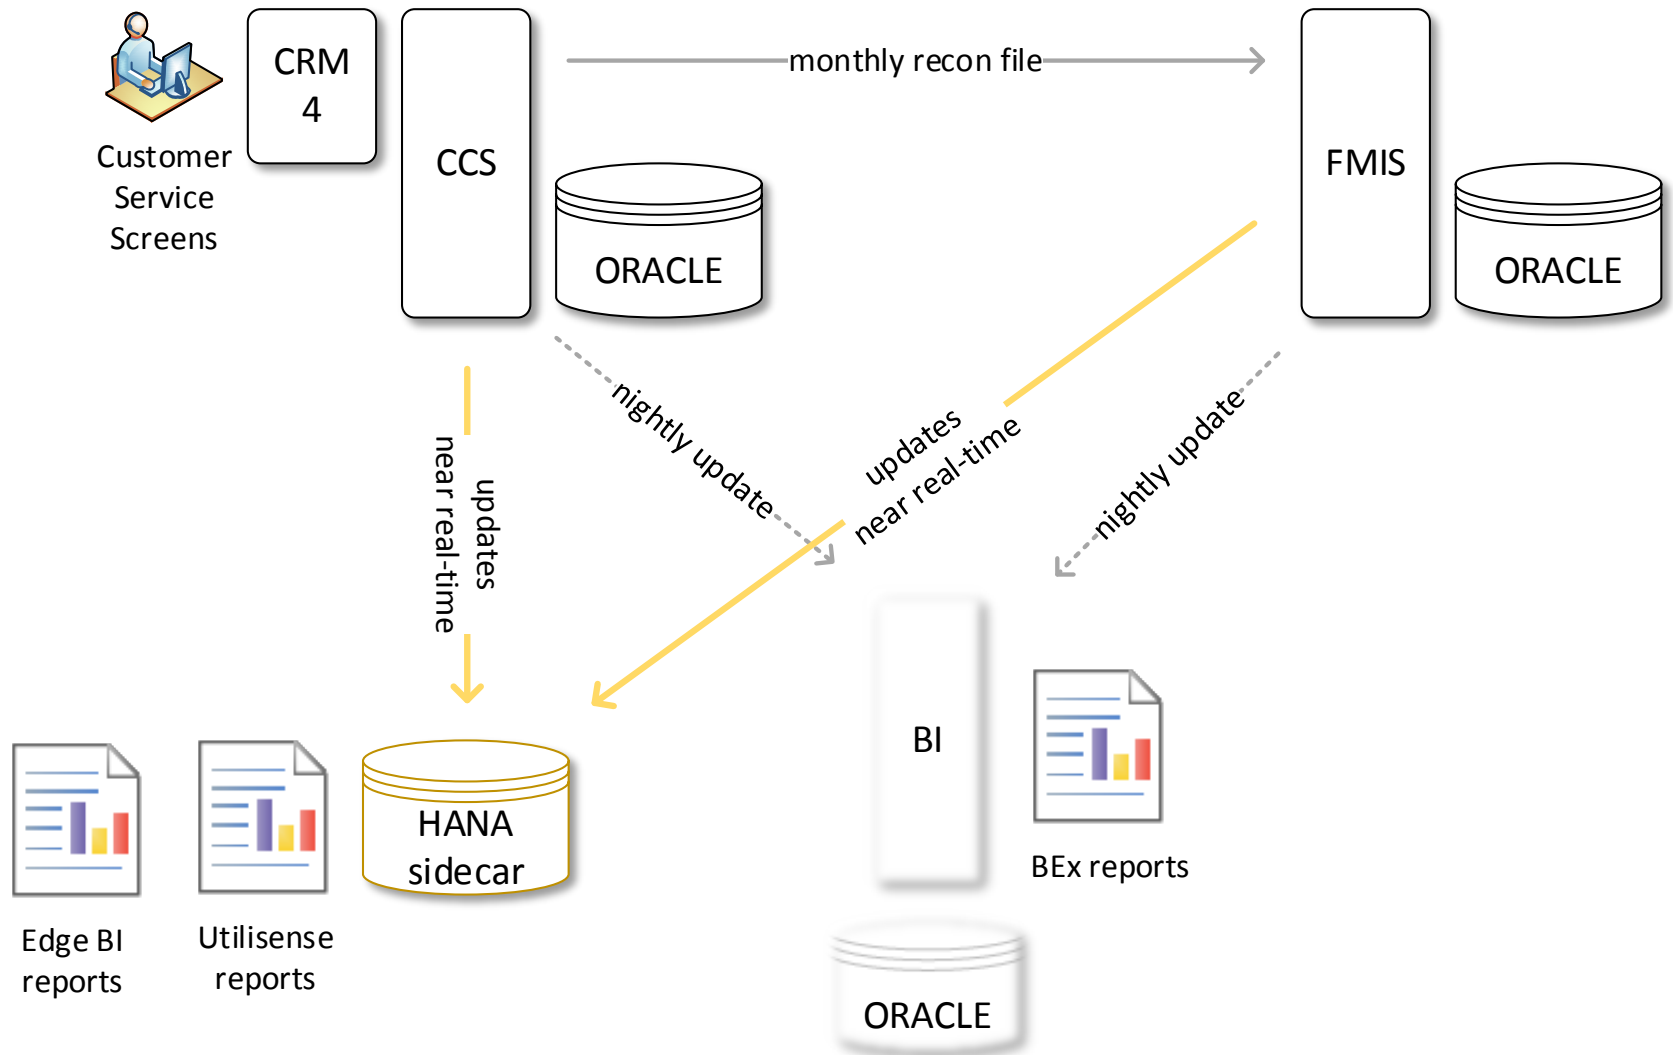 CRM
4
Customer
Service
Screens
CCS
ORACLE
monthly recon file
FMIS
ORACLE
nightly update
updates
near real-time
nightly update
updates
near real-time
BI
BEx reports
HANA
sidecar
Edge BI
reports
Utilisense
reports
ORACLE